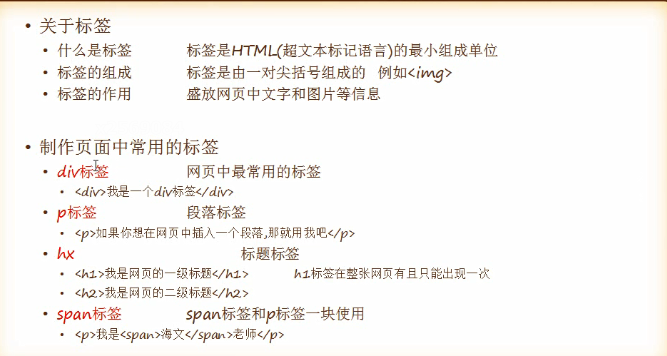 关于标签
什么是标签 标签是HTML(超文本标记语言)的最小组成单位
标签的组成 标签是由一对尖括号组成的 例如<img>
标签的作用 盛放网页中文字和图片等信息
制作页面中常用的标签
div标签 网页中最常用的标签
<div>我是一个div标签</div>
p标签 段落标签
<p>如果你想在网页中插入一个段落,那就用我吧</p>
hx 标题标签
<h1>我是网页的一级标题</h1> h1标签在整张网页有且只能出现一次
<h2>我是网页的二级标题</h2>
span标签 span标签和p标签一块使用
<p>我是<span>海文</span>老师</p>